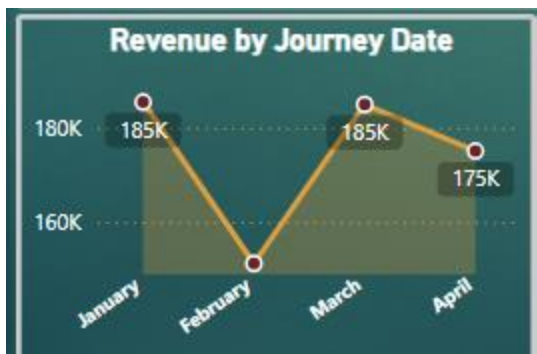 Revenue by Journey Date
180K
185K
185K
175K
160K
January
February
March
April